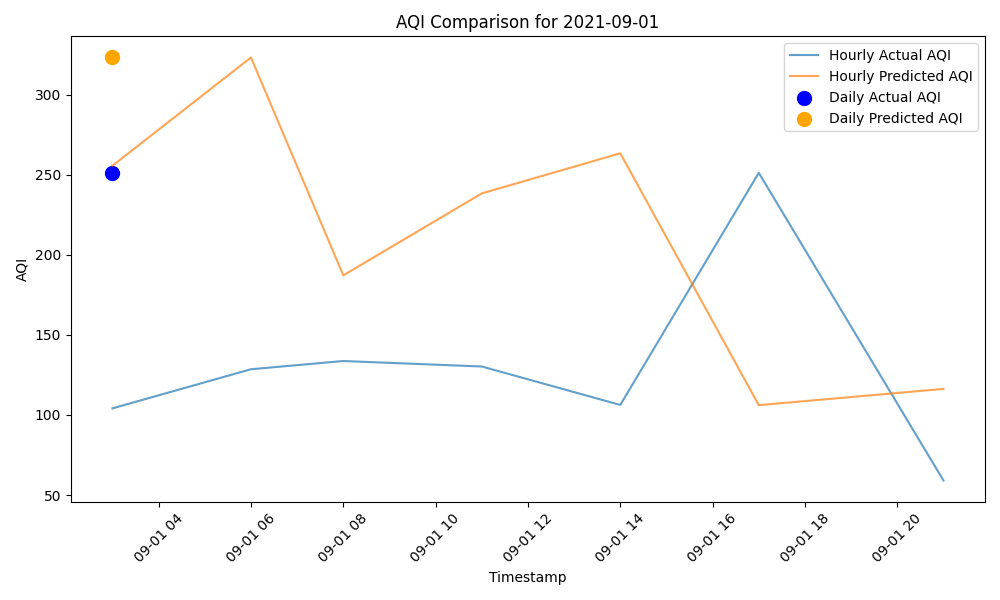 AQI Comparison for 2021-09-01
Hourly Actual AQI
Hourly Predicted AQI
Daily Actual AQI
Daily Predicted AQI
AQI
300
250
200
150
100
50
09-01 04
09-01 06
09-01 08
09-01 10
09-01 12
09-01 14
09-01 16
09-01 18
09-01 20
Timestamp